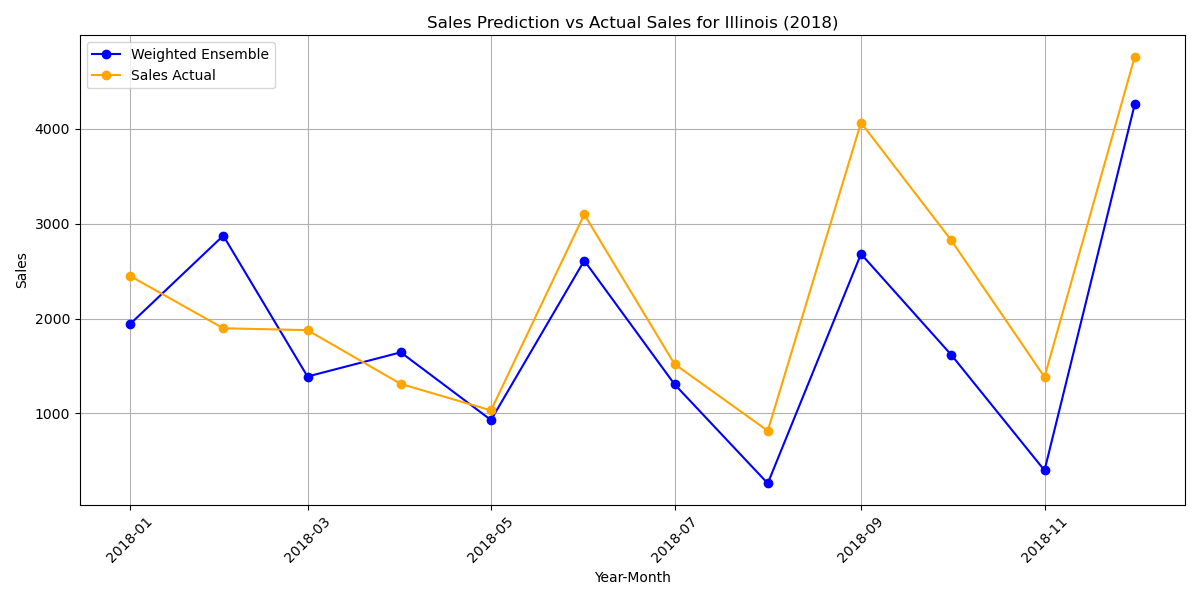 Sales Prediction vs Actual Sales for Illinois (2018)
Weighted Ensemble
Sales Actual
4000
3000
2000
1000
Sales
2018-01
2018-03
2018-05
2018-07
2018-09
2018-11
Year-Month